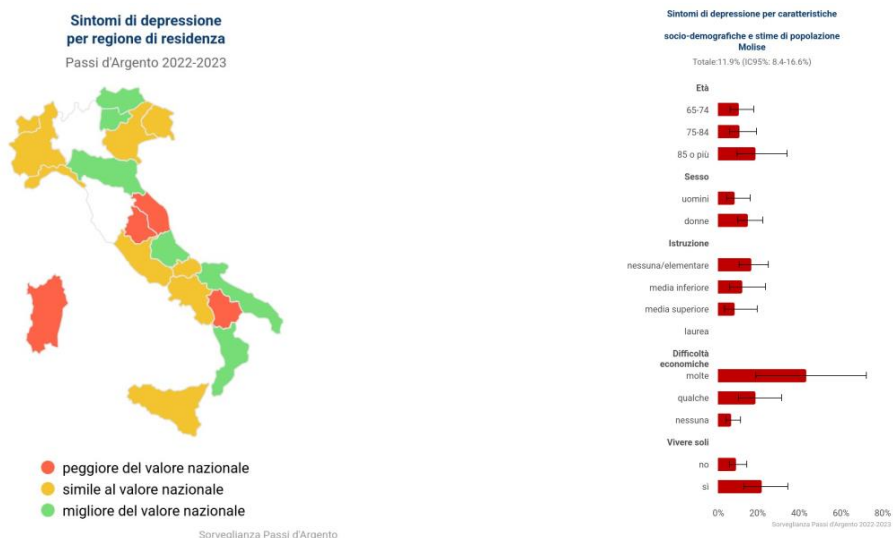 Sintomi di depressione
per regione di residenza
Passi d'Argento 2022-2023
peggiore del valore nazionale
simile al valore nazionale
migliore del valore nazionale
Sorveglianza Passi d'Argento
Sintomi di depressione per caratteristiche
socio-demografiche e stime di popolazione
Molise
Totale:11.9% (IC95%: 8.4-16.6%)
Età
65-74
75-84
85 o più
Sesso
uomini
donne
Istruzione
nessuna/elementare
media inferiore
media superiore
laurea
Difficoltà
economiche
molte
qualche
nessuna
Vivere soli
no
sì
0% 20% 40% 60% 80%
Sorveglianza Passi d'Argento 2022-2023